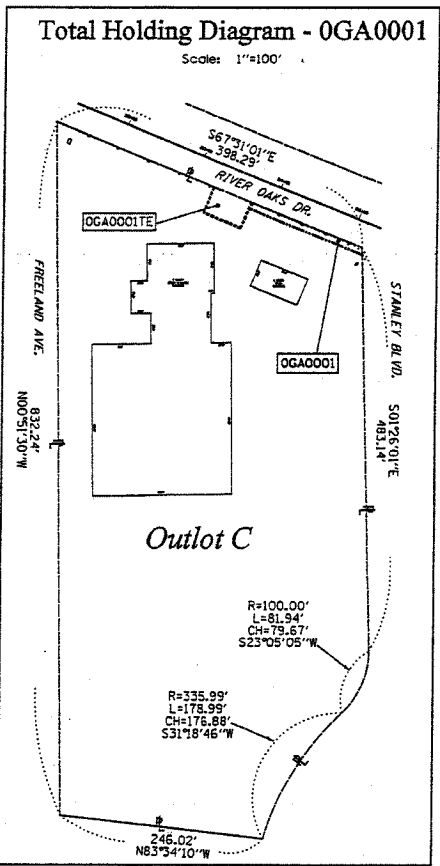 Total Holding Diagram - 0GA0001
Scale: 1"=100'
S67°31'01"E
398.29'
RIVER OAKS DR.
0GA0001TE
0GA0001
FREELAND AVE.
832.24'
N00°51'30"W
STANLEY BLVD.
S01°26'01"E
483.14'
Outlot C
R=100.00'
L=81.94'
CH=79.67'
S23°05'05"W
R=335.99'
L=178.99'
CH=176.88'
S31°18'46"W
246.02'
N83°34'10"W